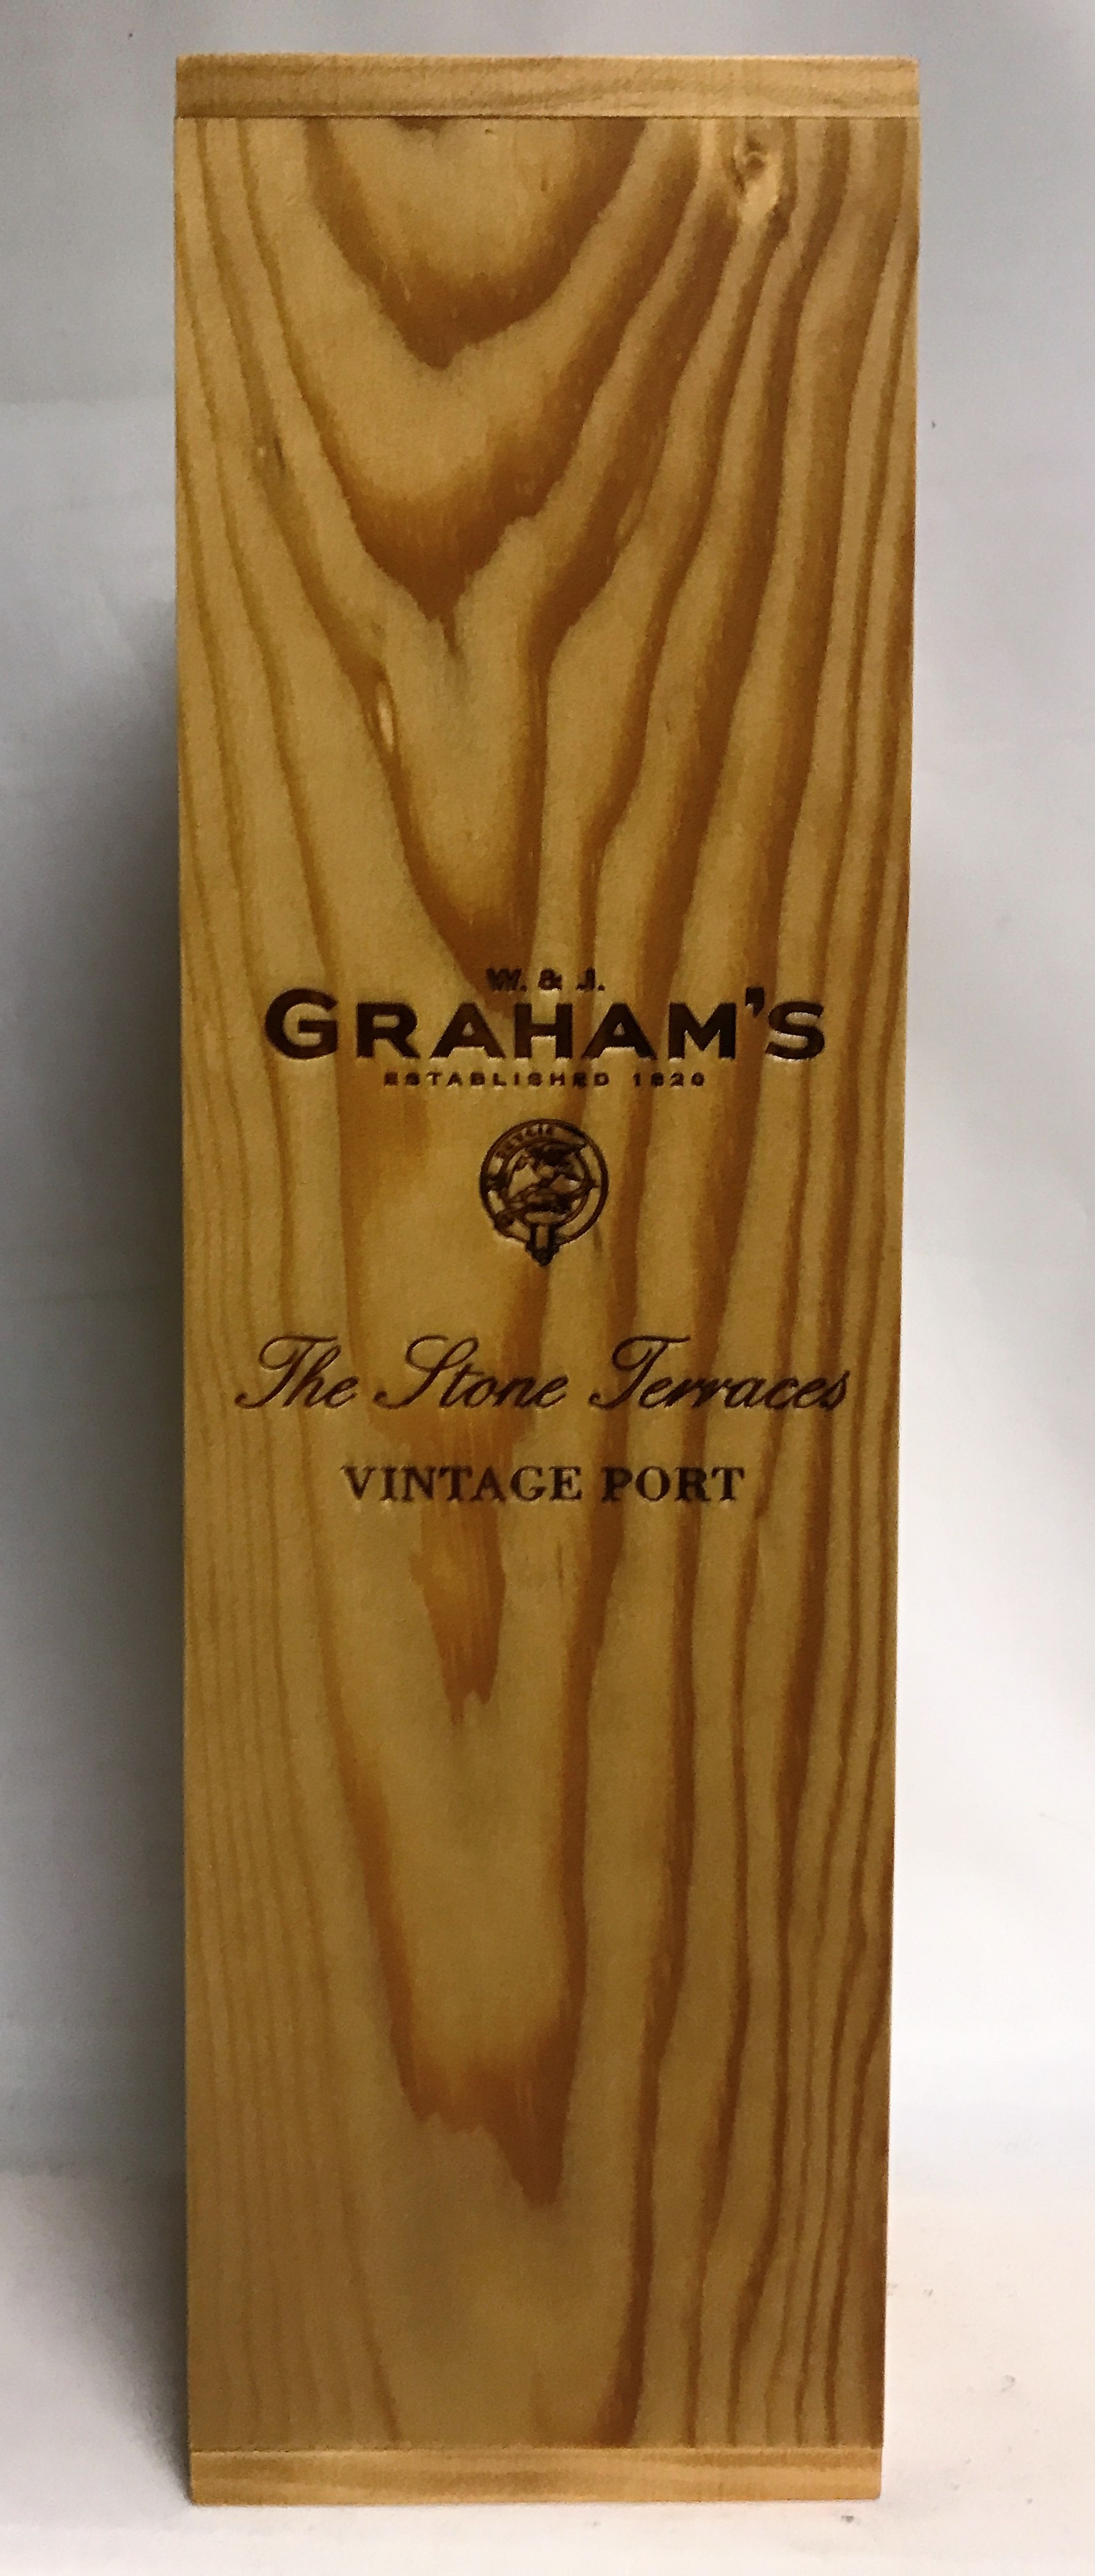 W. & J.
GRAHAM'S
ESTABLISHED 1820
The Stone Terraces
VINTAGE PORT